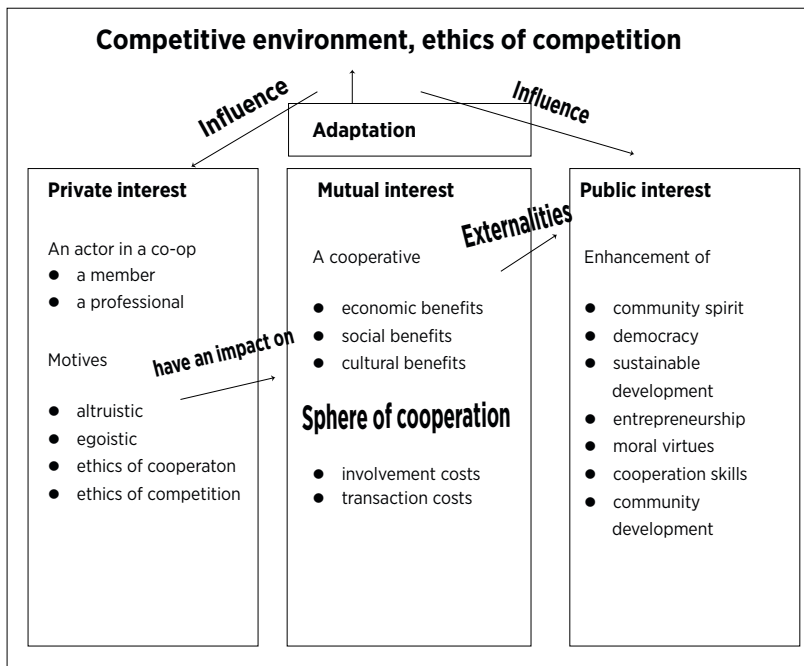 Competitive environment, ethics of competition
Influence
Influence
Adaptation
Private interest
An actor in a co-op
● a member
● a professional
Motives
● altruistic
● egoistic
● ethics of cooperaton
● ethics of competition
have an impact on
Mutual interest
A cooperative
● economic benefits
● social benefits
● cultural benefits
Sphere of cooperation
● involvement costs
● transaction costs
Externalities
Public interest
Enhancement of
● community spirit
● democracy
● sustainable
development
● entrepreneurship
● moral virtues
● cooperation skills
● community
development